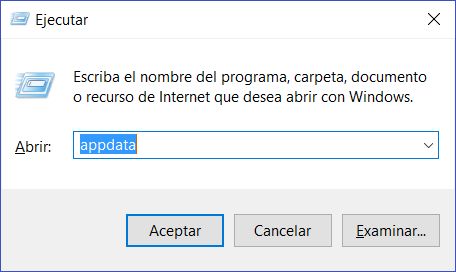 Ejecutar
Escriba el nombre del programa, carpeta, documento
o recurso de Internet que desea abrir con Windows.
Abrir: appdata
Aceptar Cancelar Examinar...